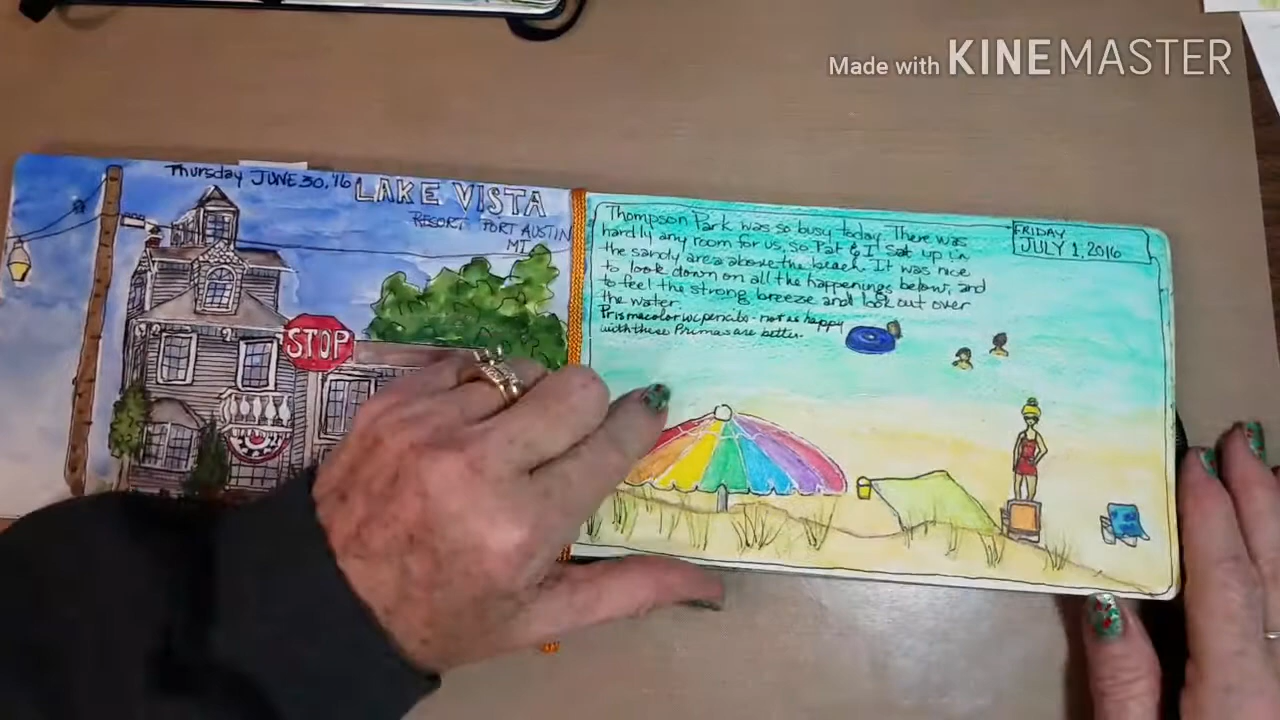 Made with KINEMASTER
Thursday JUNE 30, '16
LAKE VISTA
RESORT, PORT AUSTIN
MI
STOP
Thompson Park was so busy today. There was
hardly any room for us, so Pat & I sat up in
the sandy area above the beach. It was nice
to look down on all the happenings below, and
to feel the strong breeze and look out over
the water.
Prismacolor wc pencils - not as happy
with these Primas are better.
FRIDAY
JULY 1, 2016